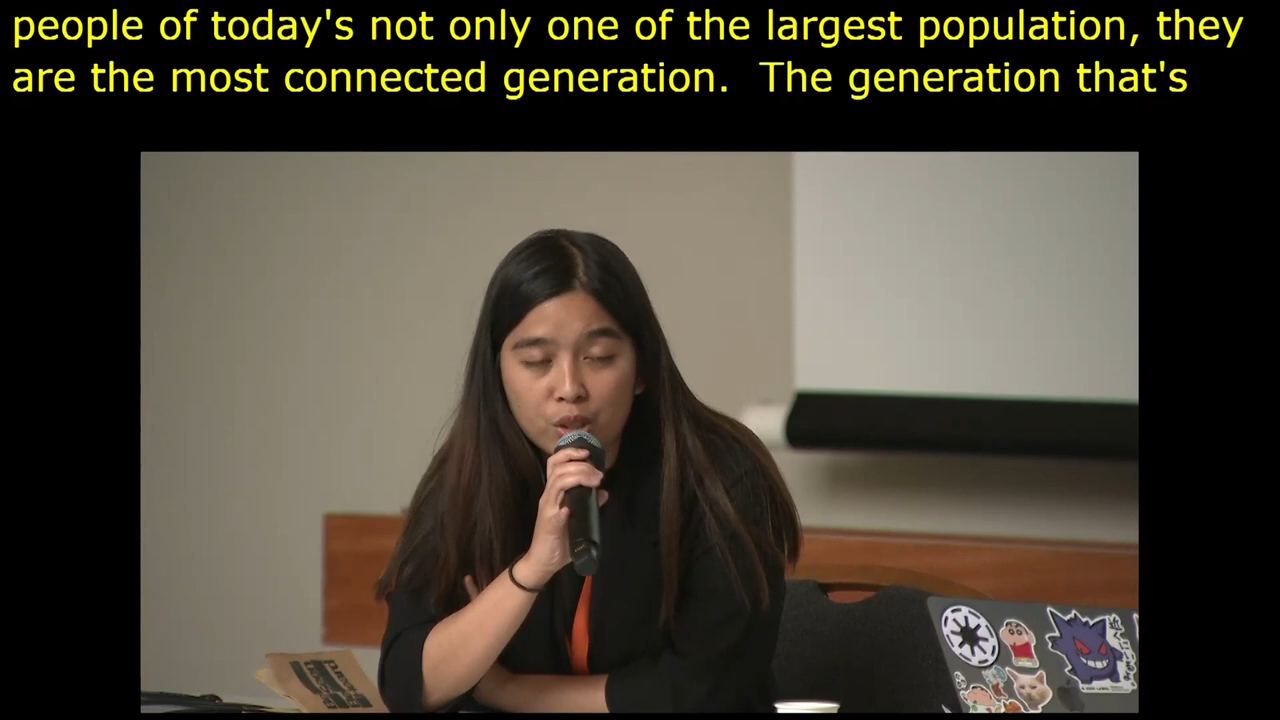 people of today's not only one of the largest population, they
are the most connected generation.  The generation that's